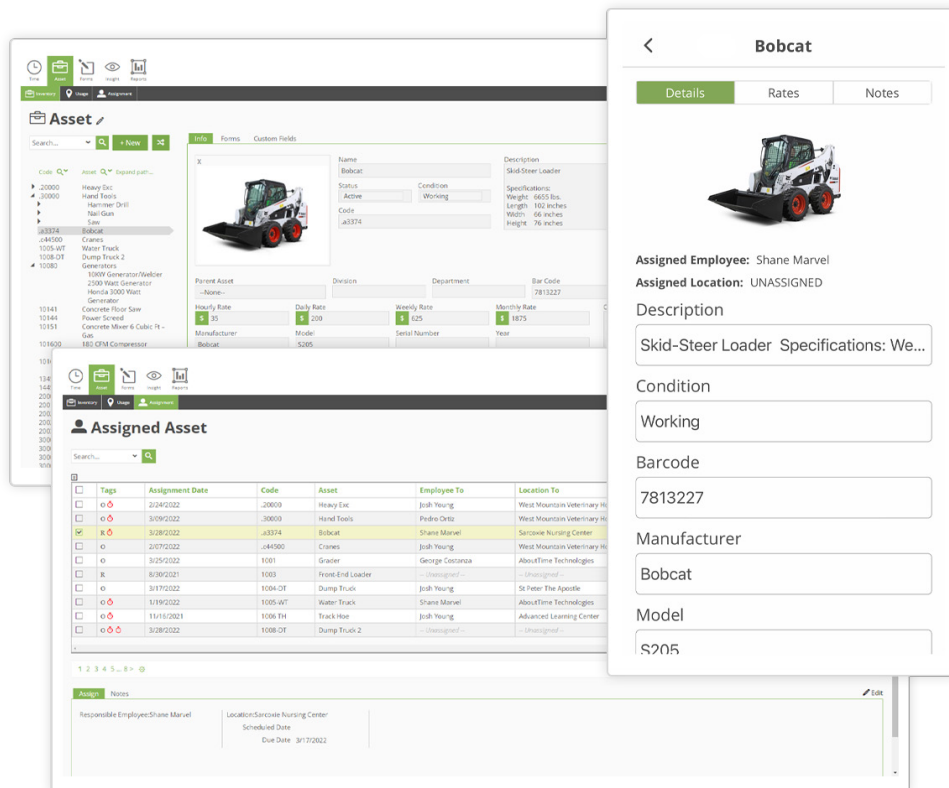 Time Asset Forms Insight Reports
Inventory Usage Assignment
Asset
Search... + New
Code Asset Expand path...
.20000 Heavy Exc
.30000 Hand Tools
Hammer Drill
Nail Gun
Saw
.a3374 Bobcat
.c44500 Cranes
1005-WT Water Truck
1008-DT Dump Truck 2
10080 Generators
10KW Generator/Welder
2500 Watt Generator
Honda 3000 Watt
Generator
10141 Concrete Floor Saw
10144 Power Screed
10151 Concrete Mixer 6 Cubic Ft –
Gas
101600 180 CFM Compressor
Info Forms Custom Fields
X
Name
Bobcat
Status Condition
Active Working
Code
.a3374
Description
Skid-Steer Loader
Specifications:
Weight 6655 lbs.
Length 102 inches
Width 66 inches
Height 76 inches
Parent Asset Division Department Bar Code
--None-- 7813227
Hourly Rate Daily Rate Weekly Rate Monthly Rate
$ 35 $ 200 $ 625 $ 1875
Manufacturer Model Serial Number Year
Bobcat S205
Time Asset Forms Insight Reports
Inventory Usage Assignment
Assigned Asset
Search...
Tags Assignment Date Code Asset Employee To Location To
O 2/24/2022 .20000 Heavy Exc Josh Young West Mountain Veterinary Ho
O 3/09/2022 .30000 Hand Tools Pedro Ortiz West Mountain Veterinary Ho
R 3/28/2022 .a3374 Bobcat Shane Marvel Sarcoxie Nursing Center
O 2/07/2022 .c44500 Cranes Josh Young West Mountain Veterinary Ho
O 3/25/2022 1001 Grader George Costanza AboutTime Technologies
R 8/30/2021 1003 Front-End Loader -- Unassigned -- -- Unassigned --
O 3/17/2022 1004-DT Dump Truck Josh Young St Peter The Apostle
O 1/19/2022 1005-WT Water Truck Shane Marvel AboutTime Technologies
O 11/16/2021 1006 TH Track Hoe Josh Young Advanced Learning Center
O 3/28/2022 1008-DT Dump Truck 2 -- Unassigned -- -- Unassigned --
1 2 3 4 5... 8 >
Assign Notes Edit
Responsible Employee:Shane Marvel
Location:Sarcoxie Nursing Center
Scheduled Date
Due Date 3/17/2022
Bobcat
Details Rates Notes
Assigned Employee: Shane Marvel
Assigned Location: UNASSIGNED
Description
Skid-Steer Loader Specifications: We...
Condition
Working
Barcode
7813227
Manufacturer
Bobcat
Model
S205